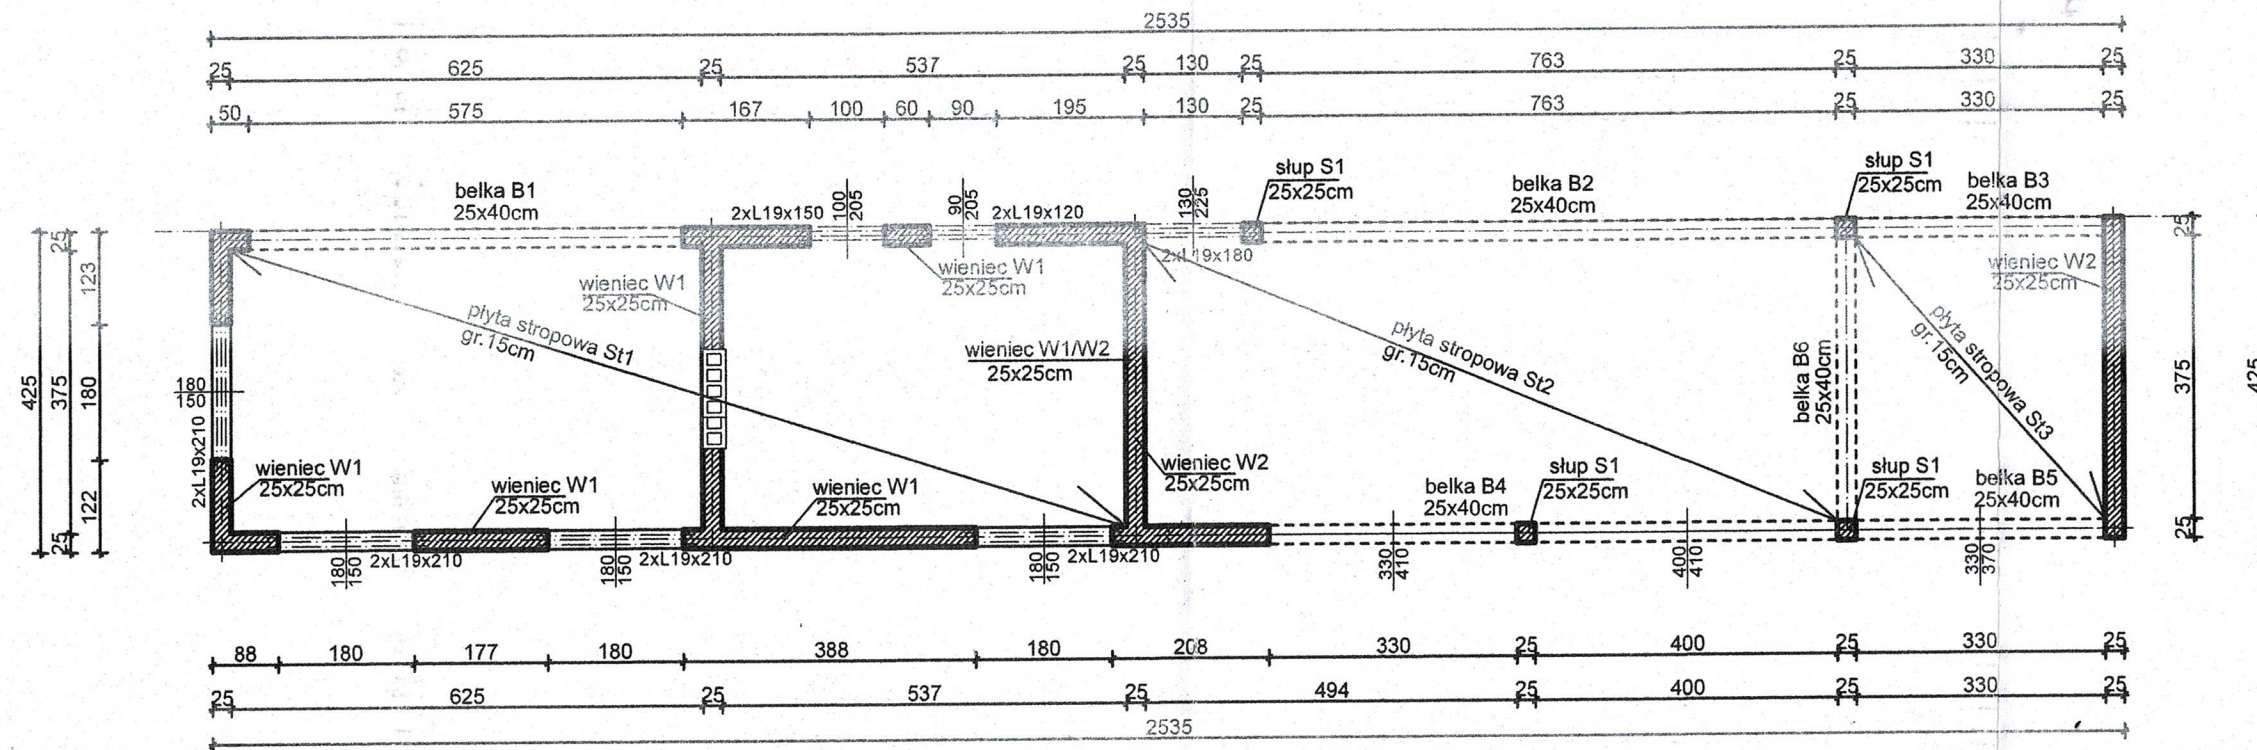 2535
25 625 25 537 25 130 25 763 25 330 25
50 575 167 100 60 90 195 130 25 763 25 330 25
belka B1
25x40cm
2xL19x150
100
205
90
205
2xL19x120
130
225
słup S1
25x25cm
belka B2
25x40cm
słup S1
25x25cm
belka B3
25x40cm
2xL19x180
wieniec W1
25x25cm
wieniec W1
25x25cm
wieniec W2
25x25cm
płyta stropowa St1
gr.15cm
wieniec W1/W2
25x25cm
płyta stropowa St2
gr.15cm
belka B6
25x40cm
płyta stropowa St3
gr.15cm
425
25 375 25
123 180 122
180
150
2xL19x210
25 375 25
425
wieniec W1
25x25cm
wieniec W1
25x25cm
wieniec W1
25x25cm
wieniec W2
25x25cm
belka B4
25x40cm
słup S1
25x25cm
słup S1
25x25cm
belka B5
25x40cm
180
150
2xL19x210
180
150
2xL19x210
180
150
2xL19x210
330
410
400
410
330
370
88 180 177 180 388 180 208 330 25 400 25 330 25
25 625 25 537 25 494 25 400 25 330 25
2535